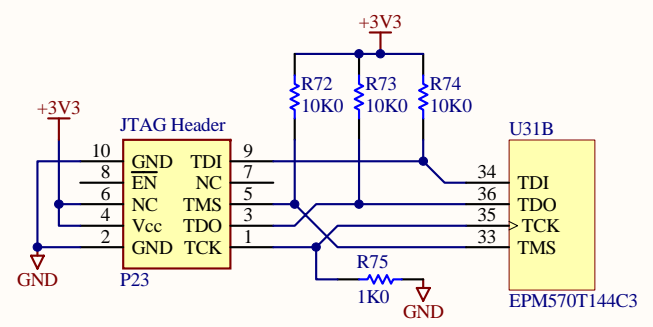 +3V3
R72 R73 R74
10K0 10K0 10K0
+3V3
JTAG Header
U31B
10 GND TDI 9
8 EN NC 7
6 NC TMS 5
4 Vcc TDO 3
2 GND TCK 1
34 TDI
36 TDO
35 TCK
33 TMS
GND
P23
R75
1K0
GND
EPM570T144C3